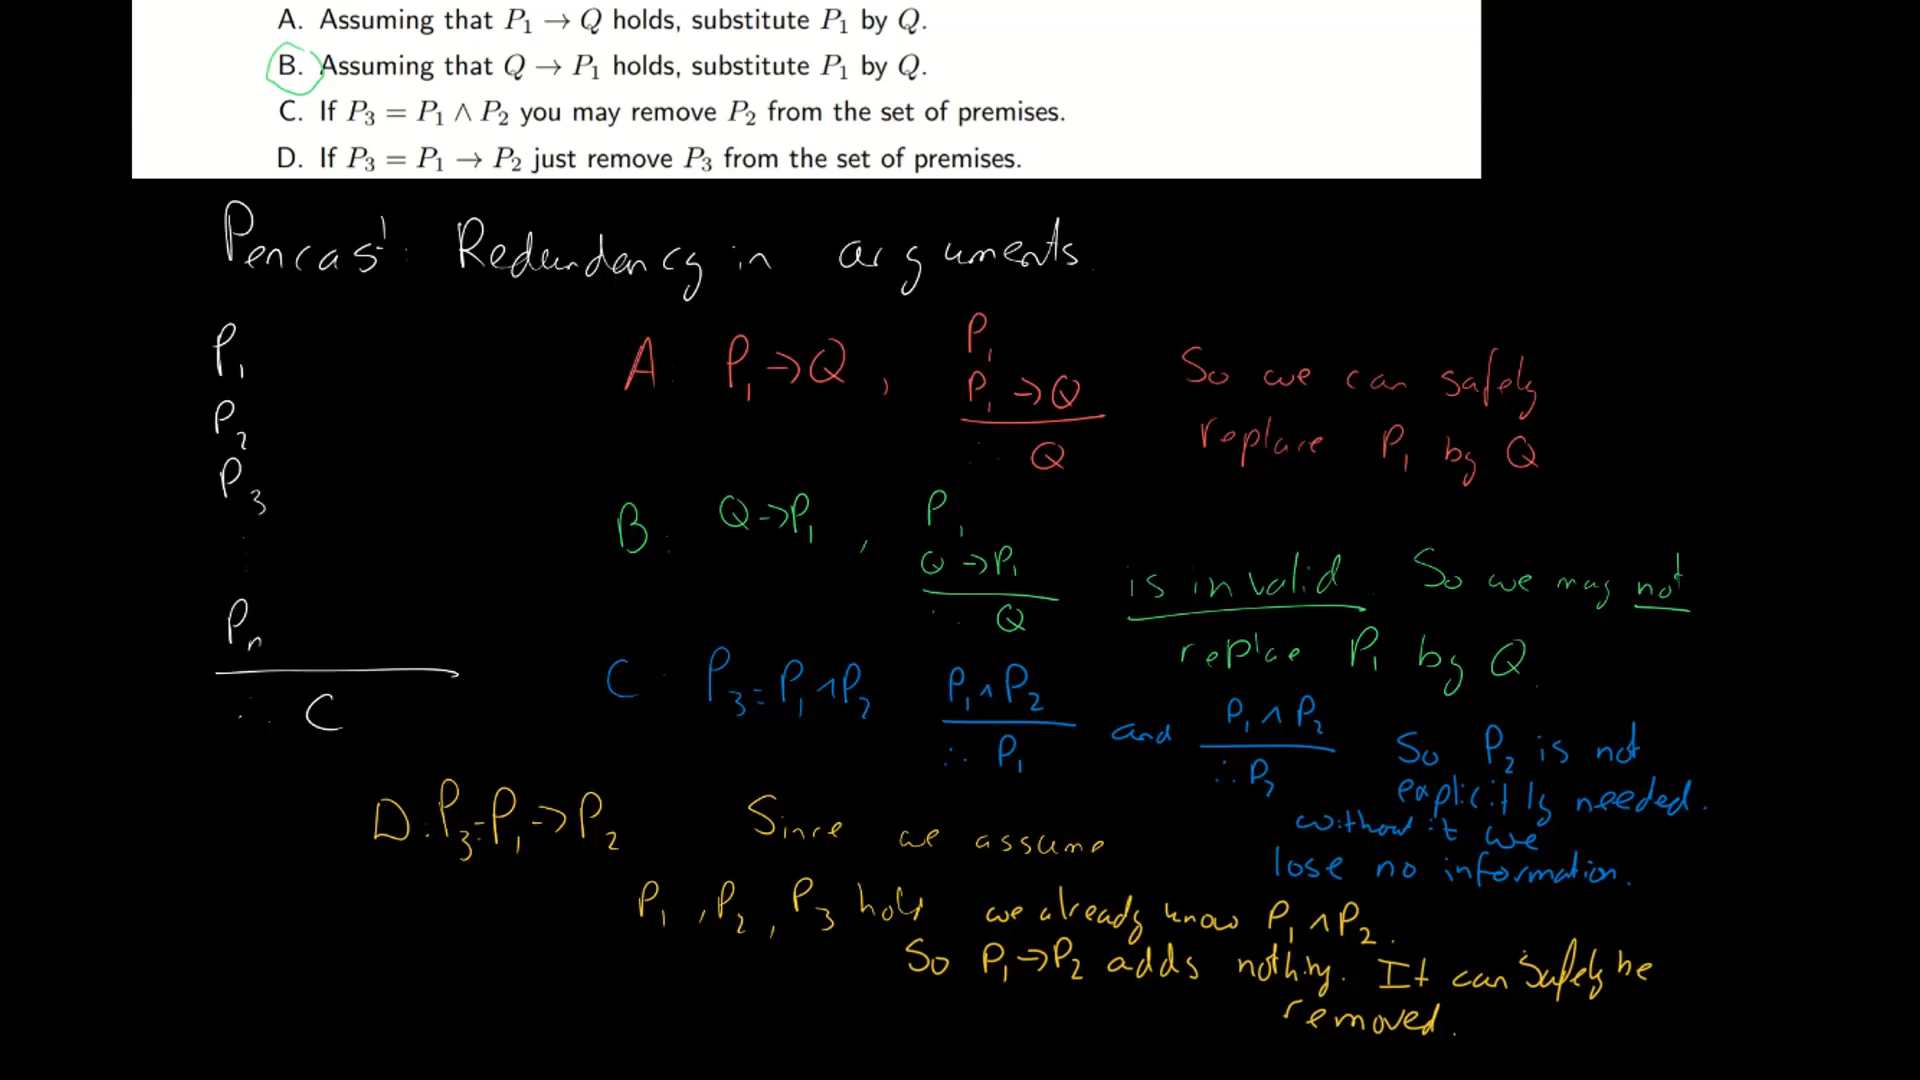 A. Assuming that P₁ → Q holds, substitute P₁ by Q.
B. Assuming that Q → P₁ holds, substitute P₁ by Q.
C. If P₃ = P₁ ∧ P₂ you may remove P₂ from the set of premises.
D. If P₃ = P₁ → P₂ just remove P₃ from the set of premises.
Pencast: Redundancy in arguments.
P₁
P₂
P₃
⋮
Pₙ
∴ C
A: P₁ → Q ,
P₁
P₁ → Q
∴ Q
So we can safely
replace P₁ by Q
B: Q → P₁ ,
P₁
Q → P₁
∴ Q
is invalid. So we may not
replace P₁ by Q.
C: P₃ = P₁ ∧ P₂
P₁ ∧ P₂
∴ P₁
and
P₁ ∧ P₂
∴ P₂
So P₂ is not
explicitly needed.
without it we
lose no information.
D: P₃ = P₁ → P₂ Since we assume
P₁, P₂, P₃ hold we already know P₁ ∧ P₂.
So P₁ → P₂ adds nothing. It can safely be
removed.